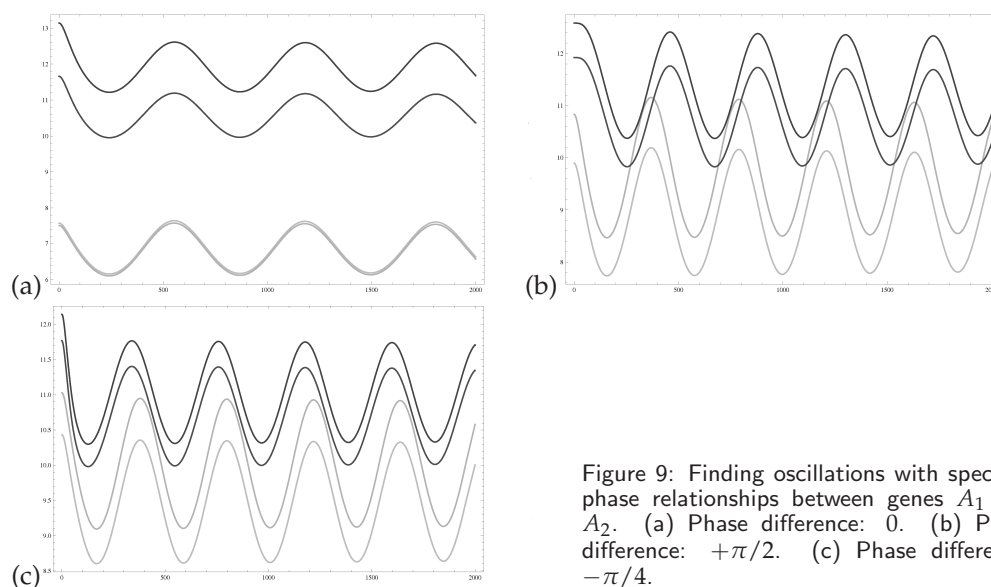 13
12
11
10
8
7
6
0 500 1000 1500 2000
(a)
12
11
10
9
8
0 500 1000 1500 200
(b)
12.0
11.5
11.0
10.5
10.0
9.5
9.0
8.5
0 500 1000 1500 2000
(c)
Figure 9: Finding oscillations with spec
phase relationships between genes A₁
A₂. (a) Phase difference: 0. (b) P
difference: +π/2. (c) Phase differe
−π/4.